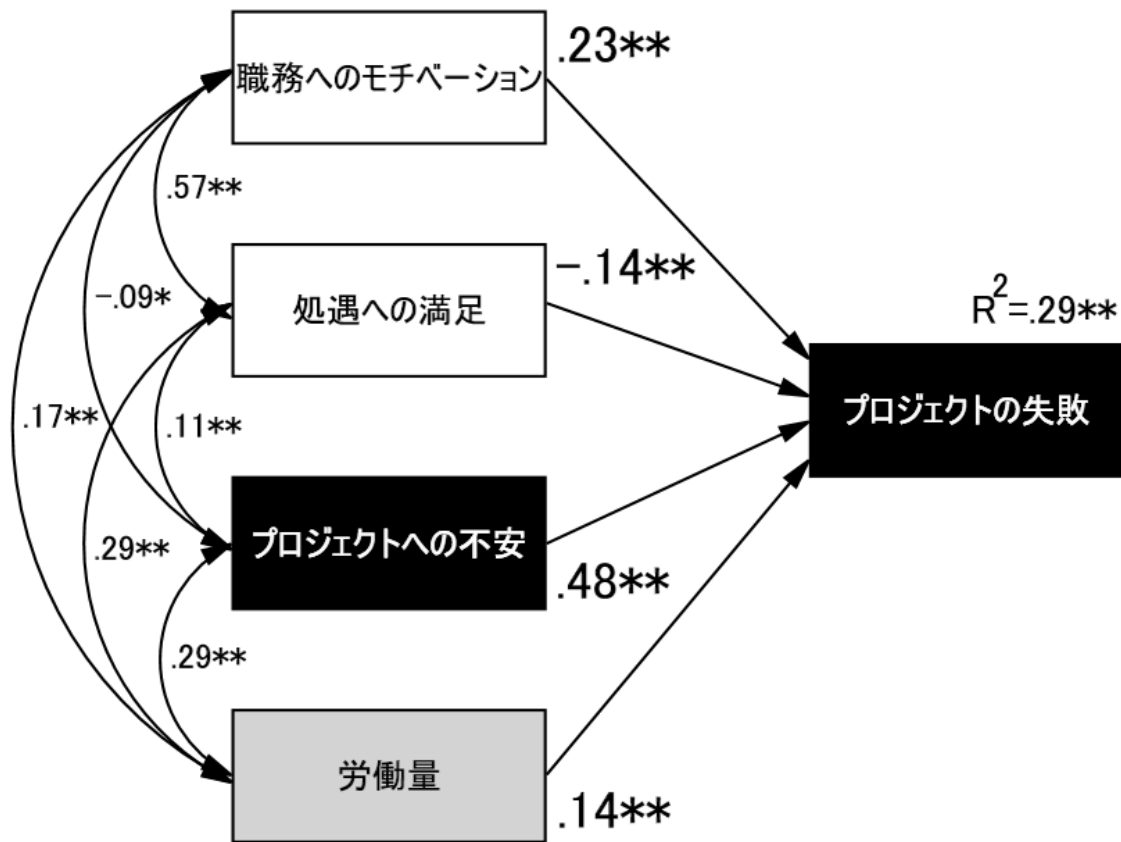 職務へのモチベーション
.23**
.57**
処遇への満足
-.14**
-.09*
R²=.29**
プロジェクトの失敗
.17**
.11**
プロジェクトへの不安
.29**
.48**
.29**
労働量
.14**